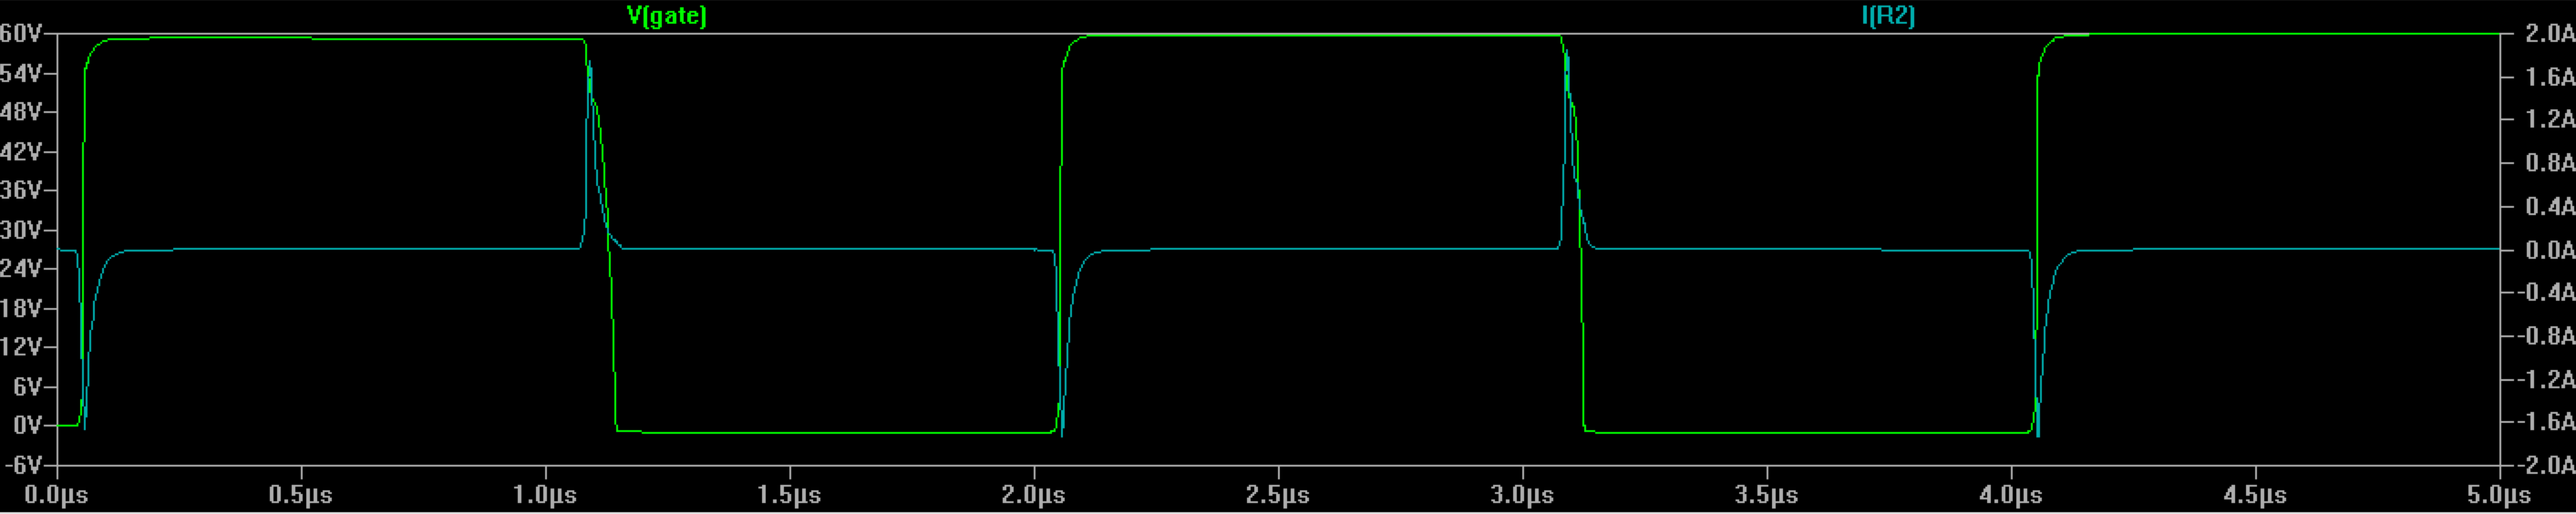 V(gate) I(R2)
60V 2.0A
54V 1.6A
48V 1.2A
42V 0.8A
36V 0.4A
30V 0.0A
24V -0.4A
18V -0.8A
12V -1.2A
6V -1.6A
0V -2.0A
-6V
0.0µs 0.5µs 1.0µs 1.5µs 2.0µs 2.5µs 3.0µs 3.5µs 4.0µs 4.5µs 5.0µs